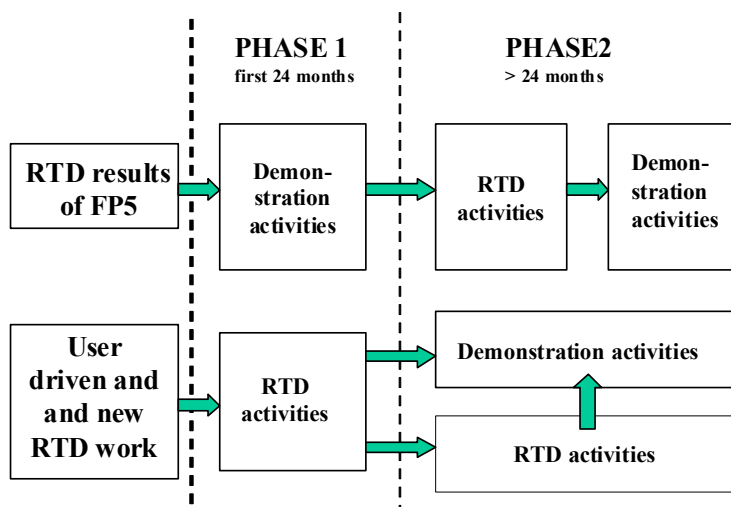 PHASE 1
first 24 months
PHASE2
> 24 months
RTD results
of FP5
Demon-
stration
activities
RTD
activities
Demon-
stration
activities
User
driven and
and new
RTD work
RTD
activities
Demonstration activities
RTD activities